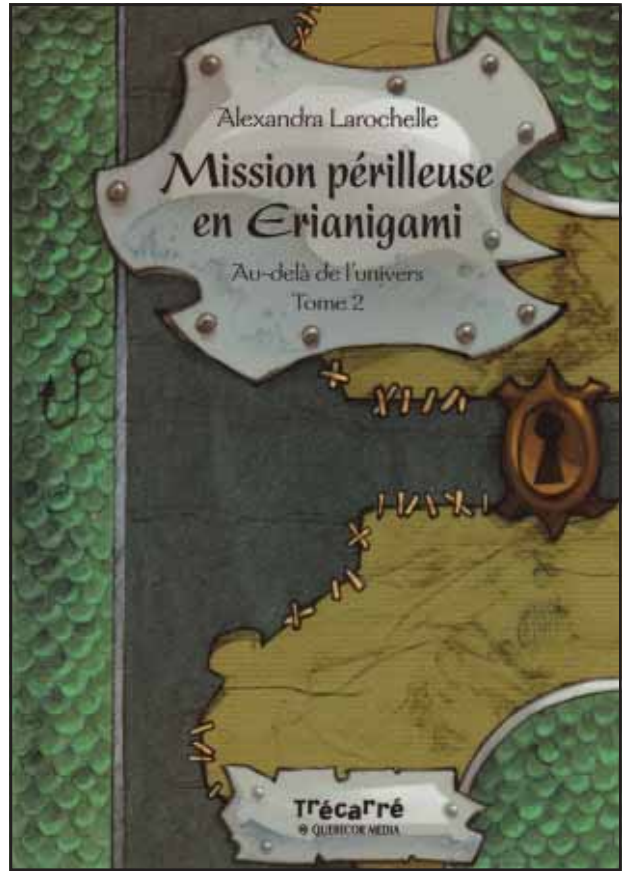 Alexandra Larochelle
Mission périlleuse
en Erianigami
Au-delà de l'univers
Tome 2
Trécarré
QUEBECOR MEDIA